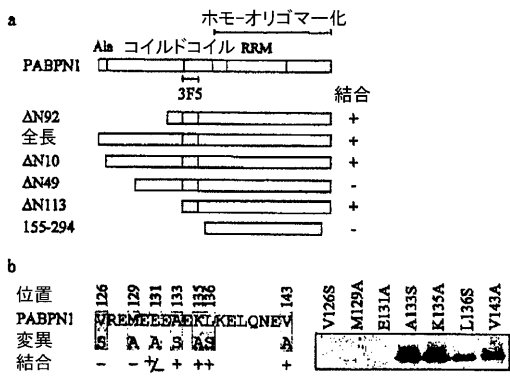 a
ホモ-オリゴマー化
Ala コイルドコイル RRM
PABPN1
3F5
結合
ΔN92 +
全長 +
ΔN10 +
ΔN49 -
ΔN113 +
155-294 -
b
位置 126 129 131 133 135 136 143
PABPN1 VREMEEEAEKLKELQNEV
変異 S A A S AS A
結合 - - +/- + ++ +
V126S M129A E131A A133S K135A L136S V143A